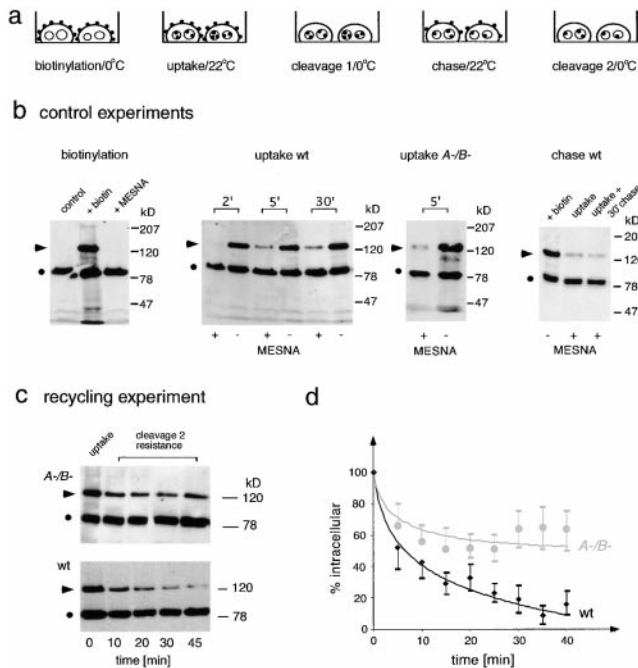 a
biotinylation/0°C uptake/22°C cleavage 1/0°C chase/22°C cleavage 2/0°C
b control experiments
biotinylation uptake wt uptake A-/B- chase wt
control + biotin + MESNA kD 207 120 78 47
2' 5' 30' kD 207 120 78 47
+ - + - + - MESNA
5' kD 207 120 78 47
+ - MESNA
+ biotin uptake uptake + 30' chase kD 207 120 78 47
- + + MESNA
c recycling experiment
uptake cleavage 2 resistance
A-/B- kD 120 78
wt 120 78
0 10 20 30 45
time [min]
d
% intracellular
100
80
60
40
20
0
A-/B-
wt
0 10 20 30 40
time [min]